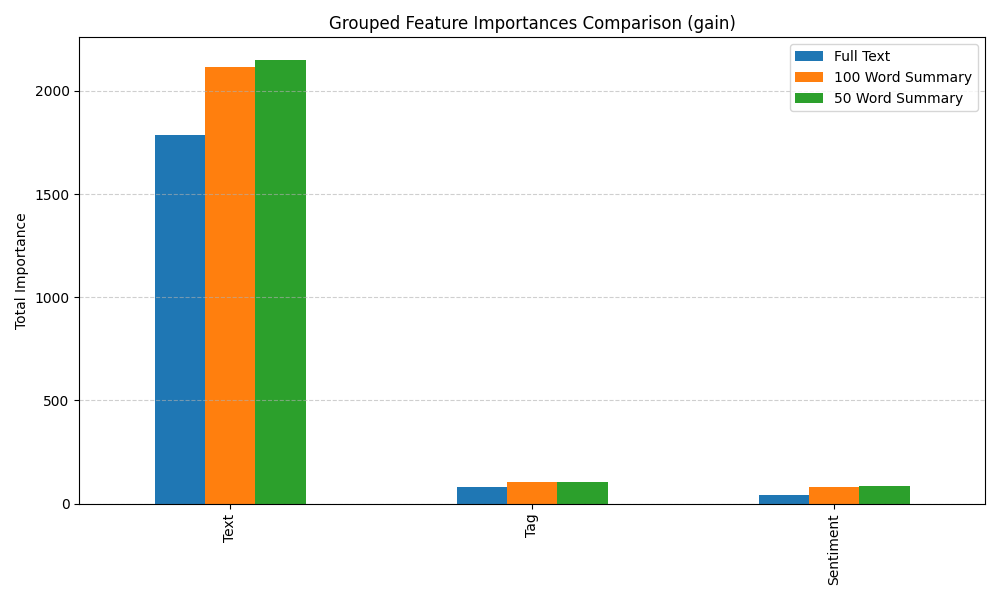 Grouped Feature Importances Comparison (gain)
Full Text
100 Word Summary
50 Word Summary
Total Importance
2000
1500
1000
500
0
Text
Tag
Sentiment